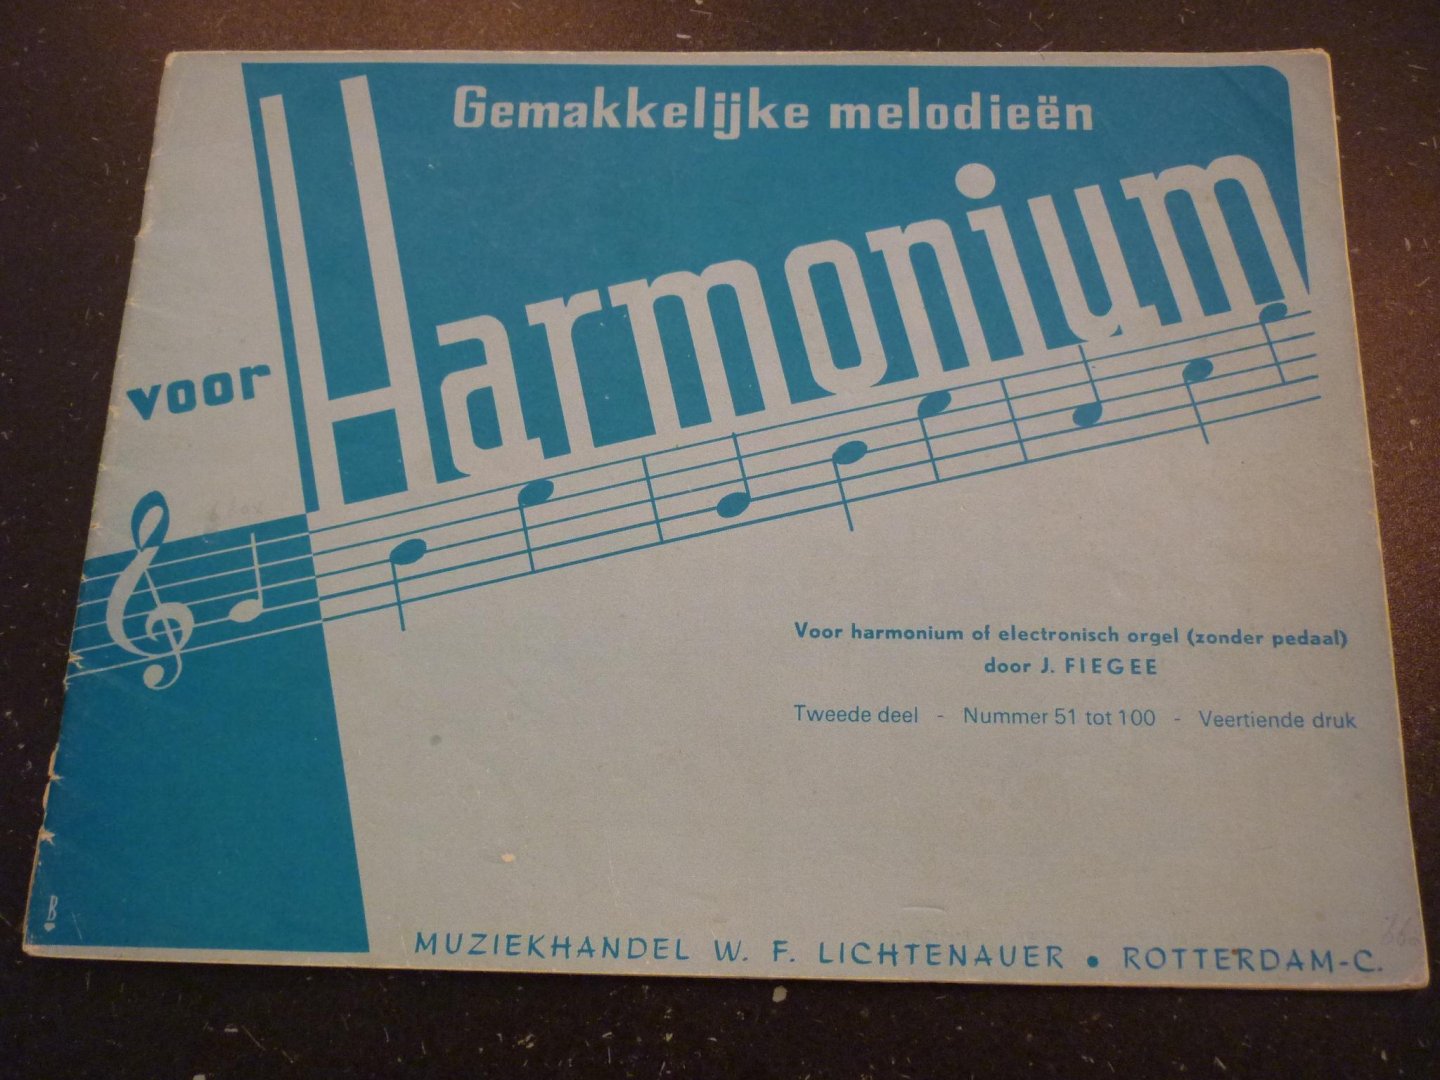 Gemakkelijke melodieën
voor Harmonium
Voor harmonium of electronisch orgel (zonder pedaal)
door J. FIEGEE
Tweede deel - Nummer 51 tot 100 - Veertiende druk
B
MUZIEKHANDEL W. F. LICHTENAUER • ROTTERDAM-C.